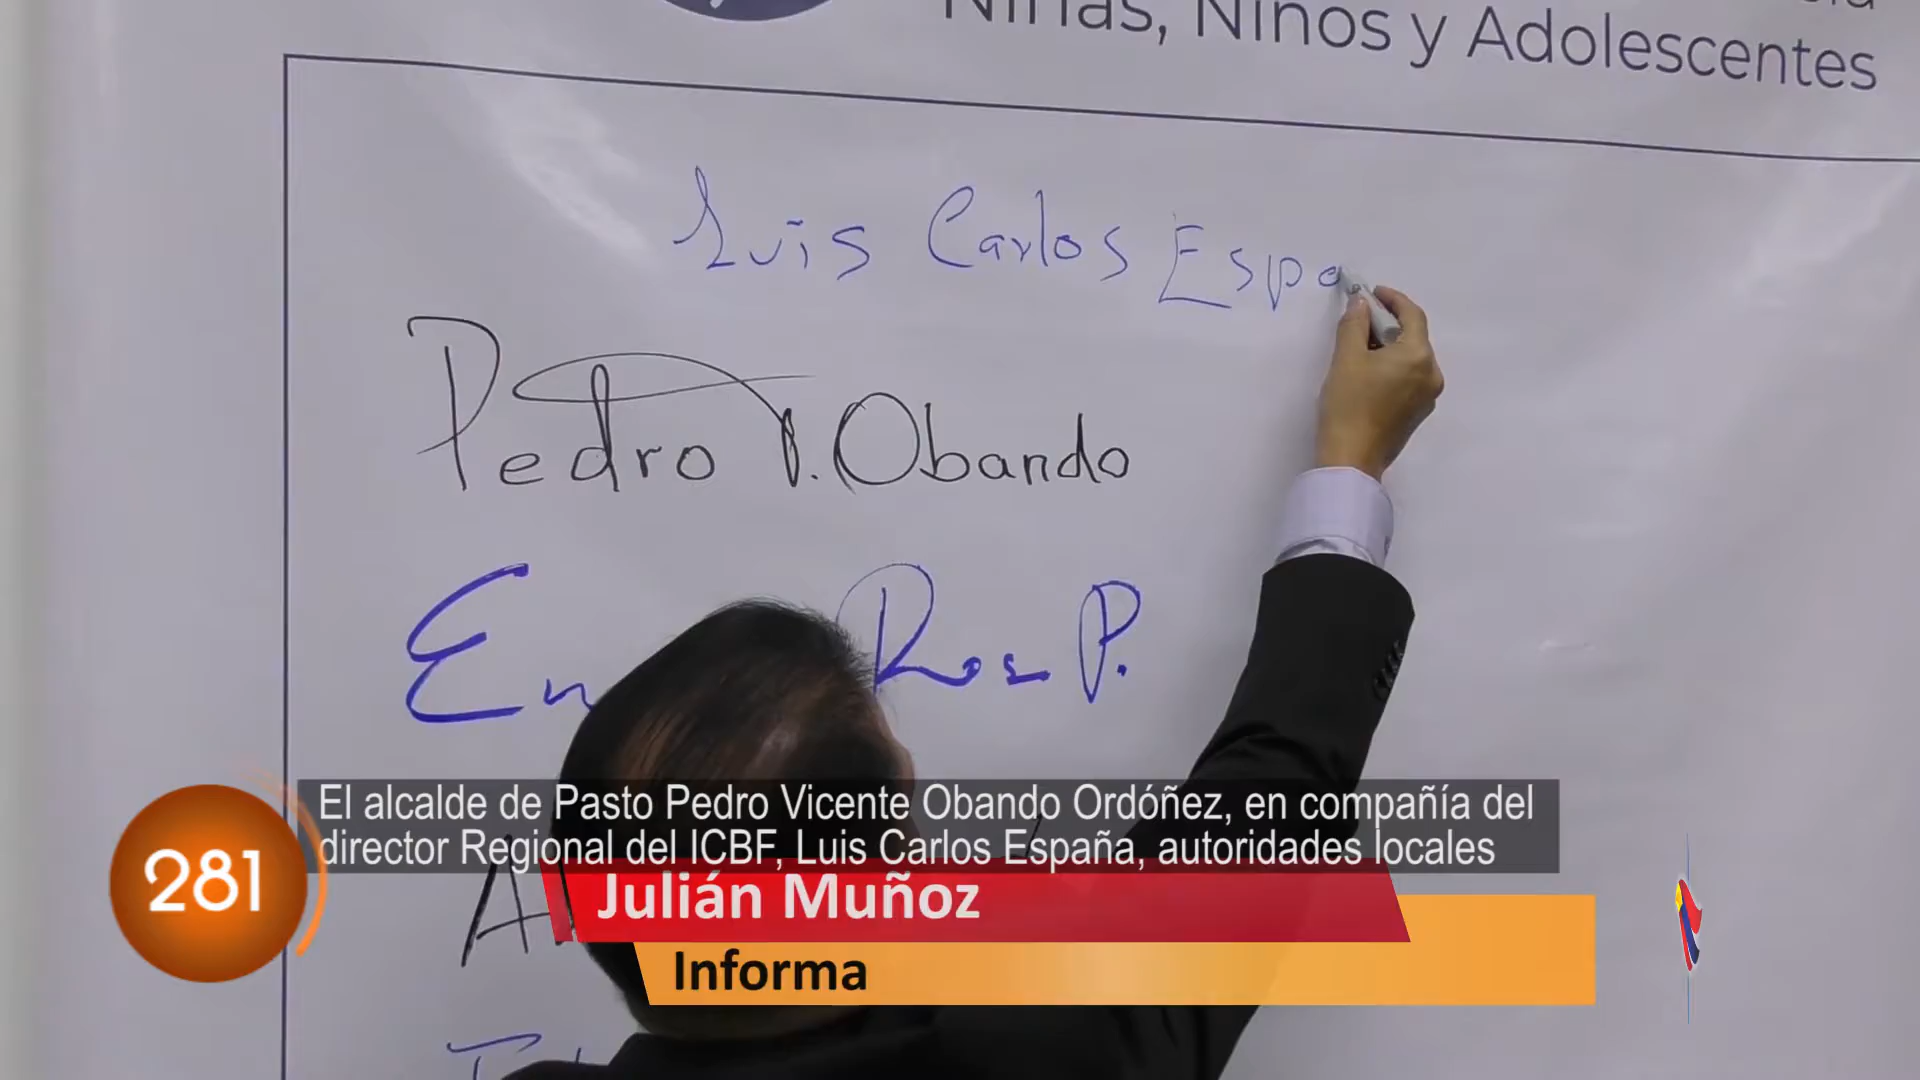 Niñas, Niños y Adolescentes
Luis Carlos Espa
Pedro V. Obando
P.
El alcalde de Pasto Pedro Vicente Obando Ordóñez, en compañía del
director Regional del ICBF, Luis Carlos España, autoridades locales
281
Julián Muñoz
Informa